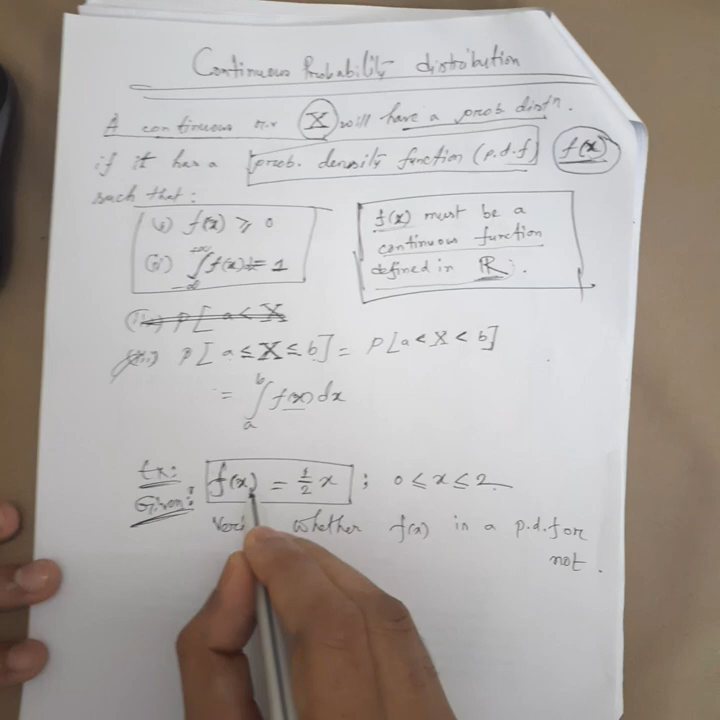 Continuous Probability distribution
A continuous r.v X will have a prob. distn.
if it has a prob. density function (p.d.f) f(x)
such that:
(i) f(x) ≥ 0
(ii) ∫_{-∞}^{+∞} f(x)dx = 1
f(x) must be a
continuous function
defined in ℝ.
P[a<X
P[a≤X≤b] = P[a<X<b]
= ∫_a^b f(x)dx
Ex:
Given: f(x) = 1/2 x ; 0≤x≤2
whether f(x) is a p.d.f or
not.